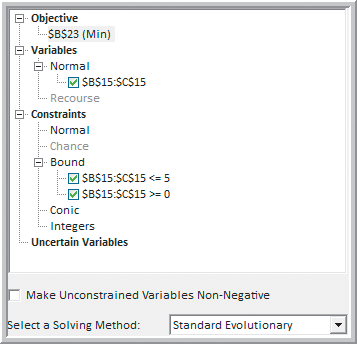 Objective
$B$23 (Min)
Variables
Normal
$B$15:$C$15
Recourse
Constraints
Normal
Chance
Bound
$B$15:$C$15 <= 5
$B$15:$C$15 >= 0
Conic
Integers
Uncertain Variables
Make Unconstrained Variables Non-Negative
Select a Solving Method: Standard Evolutionary